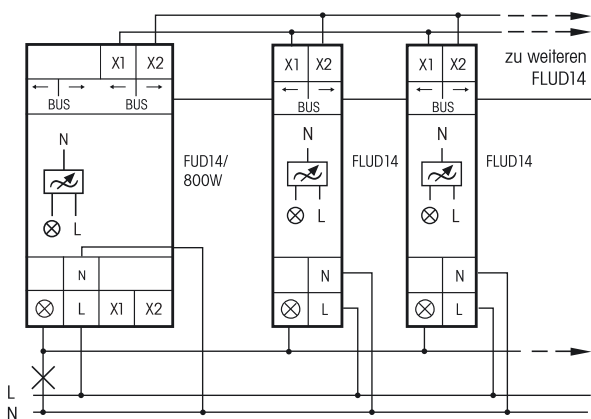 X1 X2
X1 X2
X1 X2
zu weiteren
FLUD14
BUS BUS
BUS
BUS
N
N
N
FUD14/
800W
FLUD14
FLUD14
L
L
L
N
N
N
L X1 X2
L
L
L
N